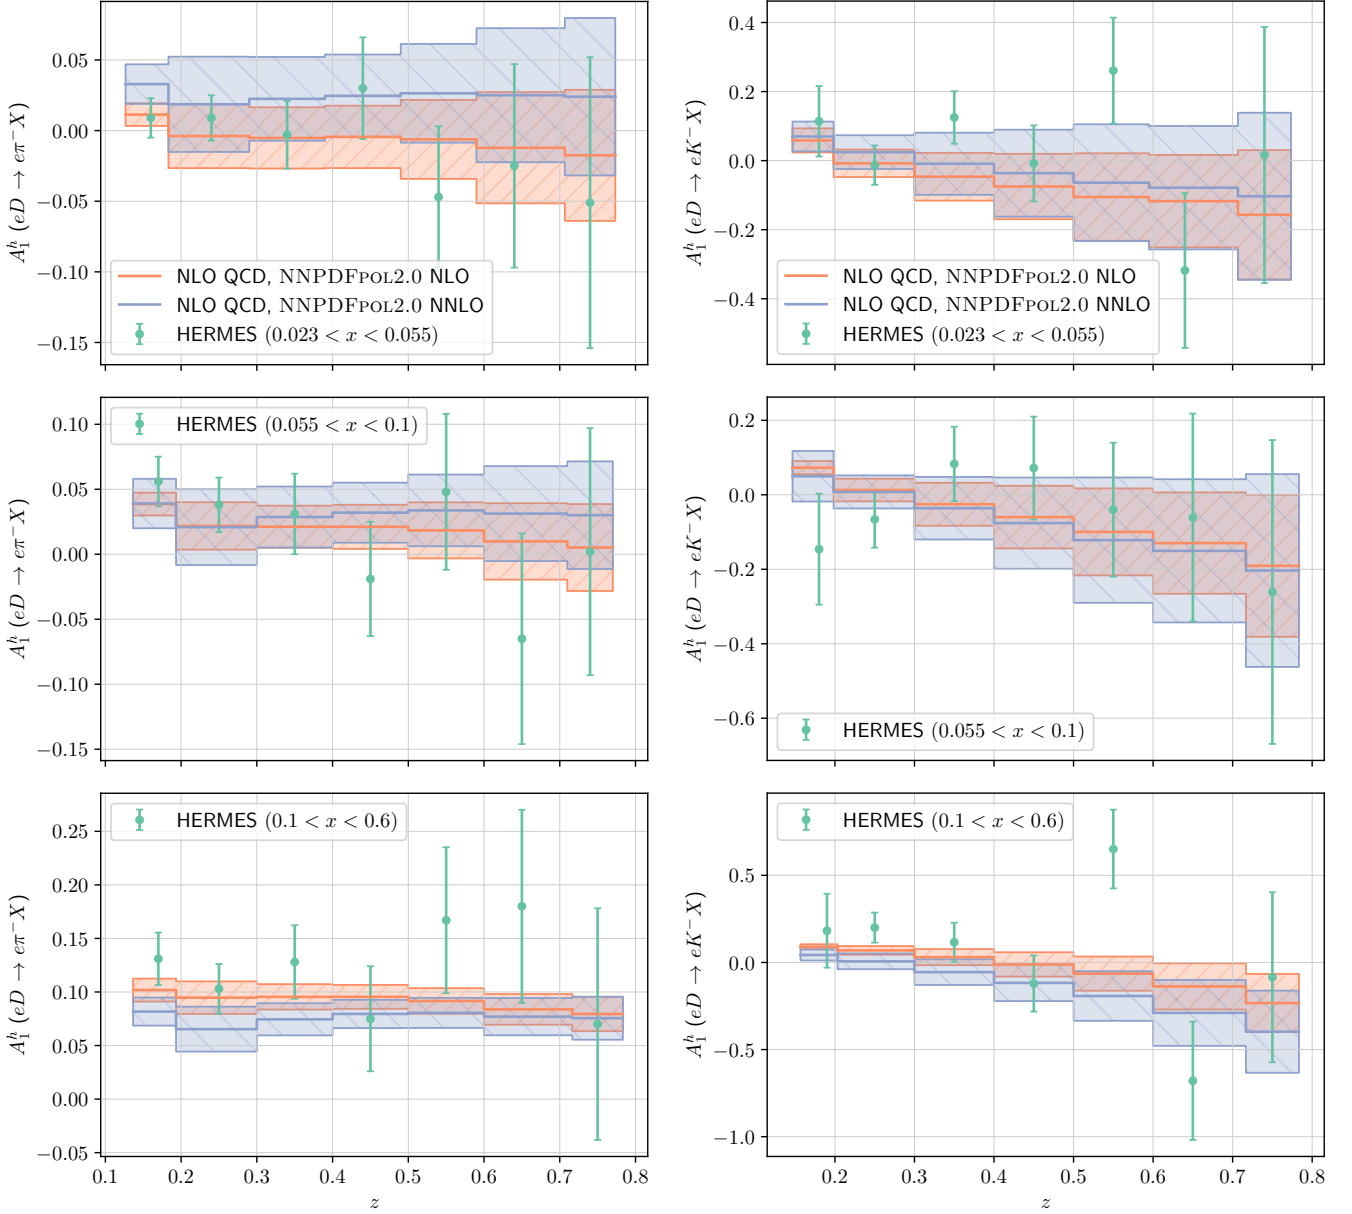 0.05
0.00
−0.05
−0.10
−0.15
A₁ʰ (eD → eπ⁻X)
NLO QCD, NNPDFPOL2.0 NLO
NLO QCD, NNPDFPOL2.0 NNLO
HERMES (0.023 < x < 0.055)
0.4
0.2
0.0
−0.2
−0.4
A₁ʰ (eD → eK⁻X)
NLO QCD, NNPDFPOL2.0 NLO
NLO QCD, NNPDFPOL2.0 NNLO
HERMES (0.023 < x < 0.055)
0.10
0.05
0.00
−0.05
−0.10
−0.15
A₁ʰ (eD → eπ⁻X)
HERMES (0.055 < x < 0.1)
0.2
0.0
−0.2
−0.4
−0.6
A₁ʰ (eD → eK⁻X)
HERMES (0.055 < x < 0.1)
0.25
0.20
0.15
0.10
0.05
0.00
−0.05
A₁ʰ (eD → eπ⁻X)
HERMES (0.1 < x < 0.6)
0.1 0.2 0.3 0.4 0.5 0.6 0.7 0.8
z
0.5
0.0
−0.5
−1.0
A₁ʰ (eD → eK⁻X)
HERMES (0.1 < x < 0.6)
0.2 0.3 0.4 0.5 0.6 0.7 0.8
z